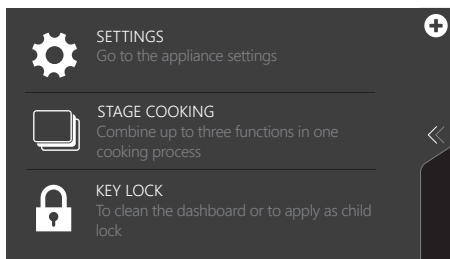 SETTINGS
Go to the appliance settings
STAGE COOKING
Combine up to three functions in one
cooking process
KEY LOCK
To clean the dashboard or to apply as child
lock